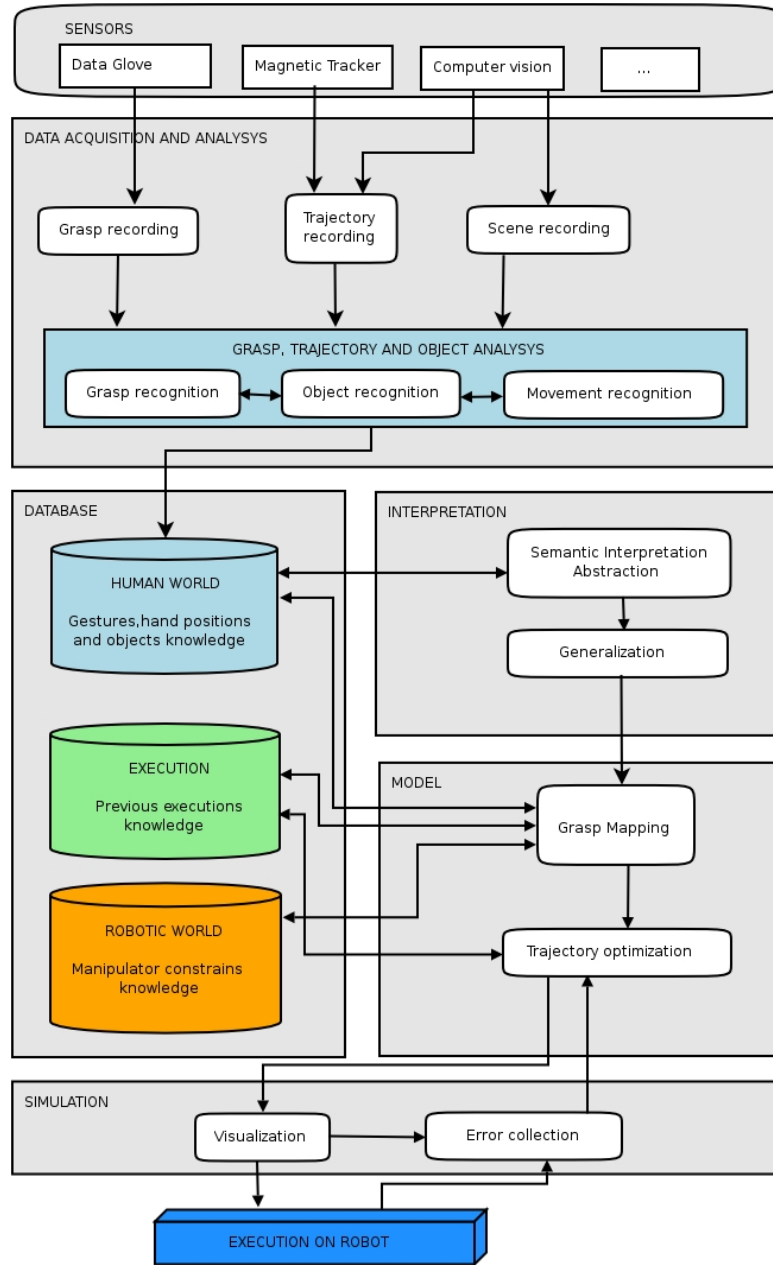 SENSORS
Data Glove
Magnetic Tracker
Computer vision
...
DATA ACQUISITION AND ANALYSYS
Grasp recording
Trajectory
recording
Scene recording
GRASP, TRAJECTORY AND OBJECT ANALYSYS
Grasp recognition
Object recognition
Movement recognition
DATABASE
HUMAN WORLD
Gestures,hand positions
and objects knowledge
EXECUTION
Previous executions
knowledge
ROBOTIC WORLD
Manipulator constrains
knowledge
INTERPRETATION
Semantic Interpretation
Abstraction
Generalization
MODEL
Grasp Mapping
Trajectory optimization
SIMULATION
Visualization
Error collection
EXECUTION ON ROBOT